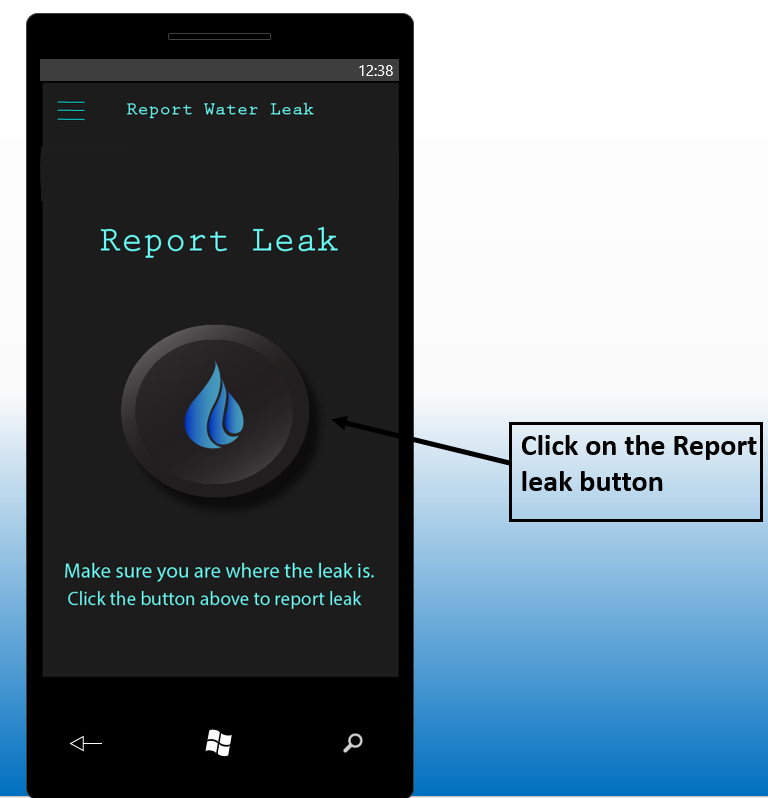 12:38
Report Water Leak
Report Leak
Click on the Report
leak button
Make sure you are where the leak is.
Click the button above to report leak